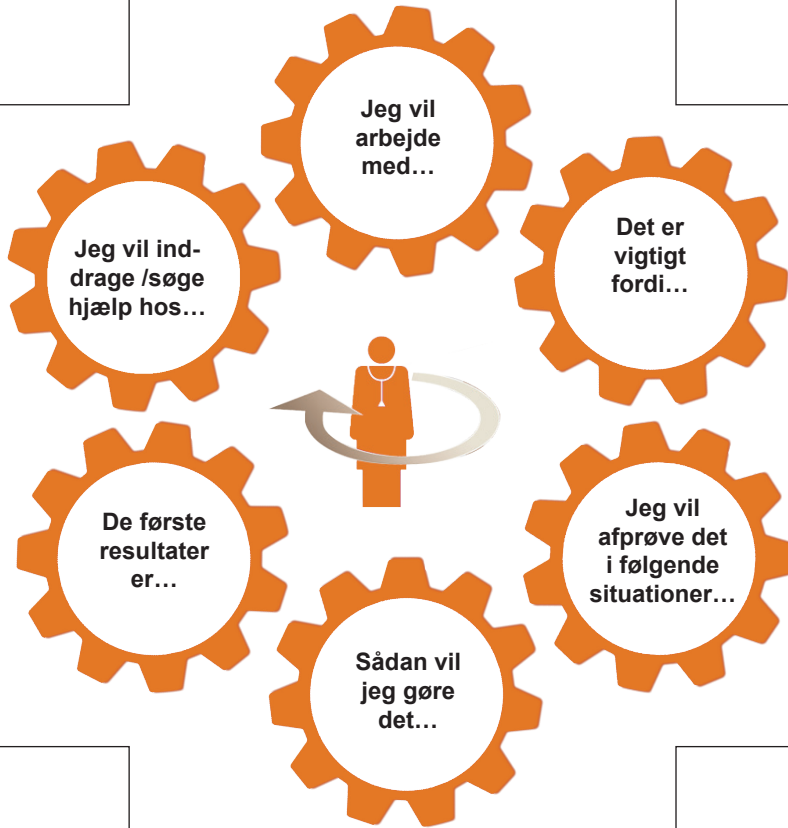 Jeg vil
arbejde
med…
Det er
vigtigt
fordi…
Jeg vil
afprøve det
i følgende
situationer…
Sådan vil
jeg gøre
det…
De første
resultater
er…
Jeg vil ind-
drage /søge
hjælp hos…